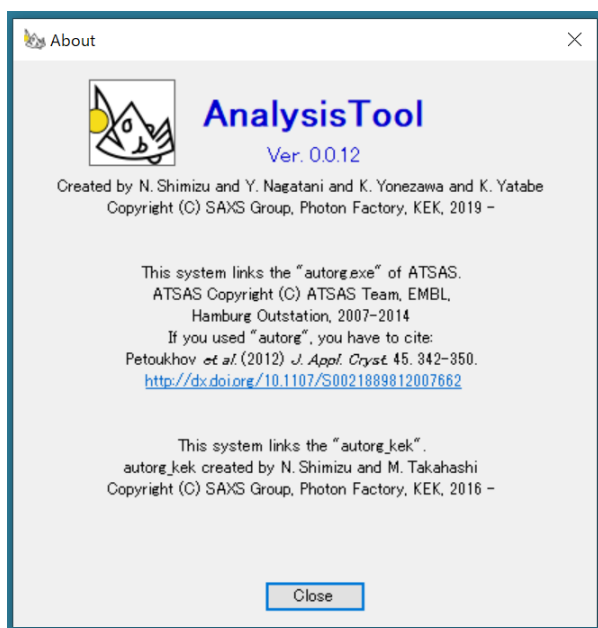 About
AnalysisTool
Ver. 0.0.12
Created by N. Shimizu and Y. Nagatani and K. Yonezawa and K. Yatabe
Copyright (C) SAXS Group, Photon Factory, KEK, 2019 -
This system links the "autorg.exe" of ATSAS.
ATSAS Copyright (C) ATSAS Team, EMBL,
Hamburg Outstation, 2007-2014
If you used "autorg", you have to cite:
Petoukhov et al. (2012) J. Appl. Cryst. 45. 342-350.
http://dx.doi.org/10.1107/S0021889812007662
This system links the "autorg_kek".
autorg_kek created by N. Shimizu and M. Takahashi
Copyright (C) SAXS Group, Photon Factory, KEK, 2016 -
Close